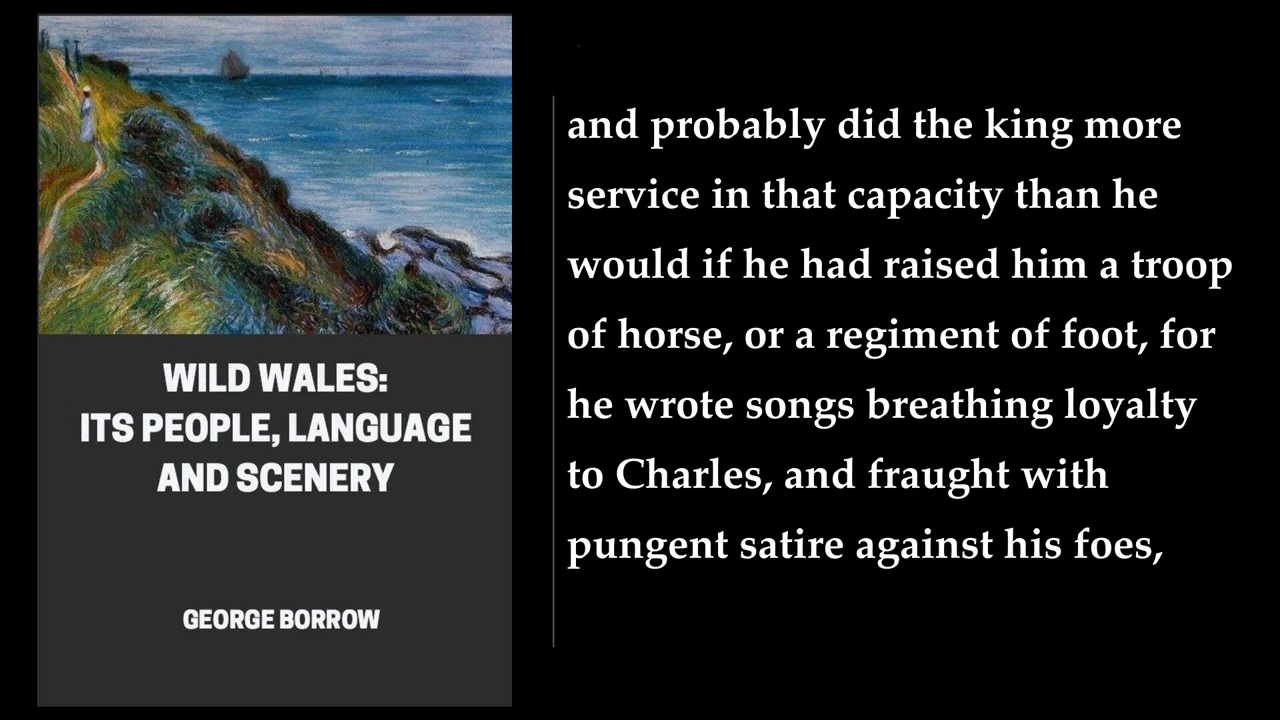 WILD WALES:
ITS PEOPLE, LANGUAGE
AND SCENERY
GEORGE BORROW
and probably did the king more
service in that capacity than he
would if he had raised him a troop
of horse, or a regiment of foot, for
he wrote songs breathing loyalty
to Charles, and fraught with
pungent satire against his foes,